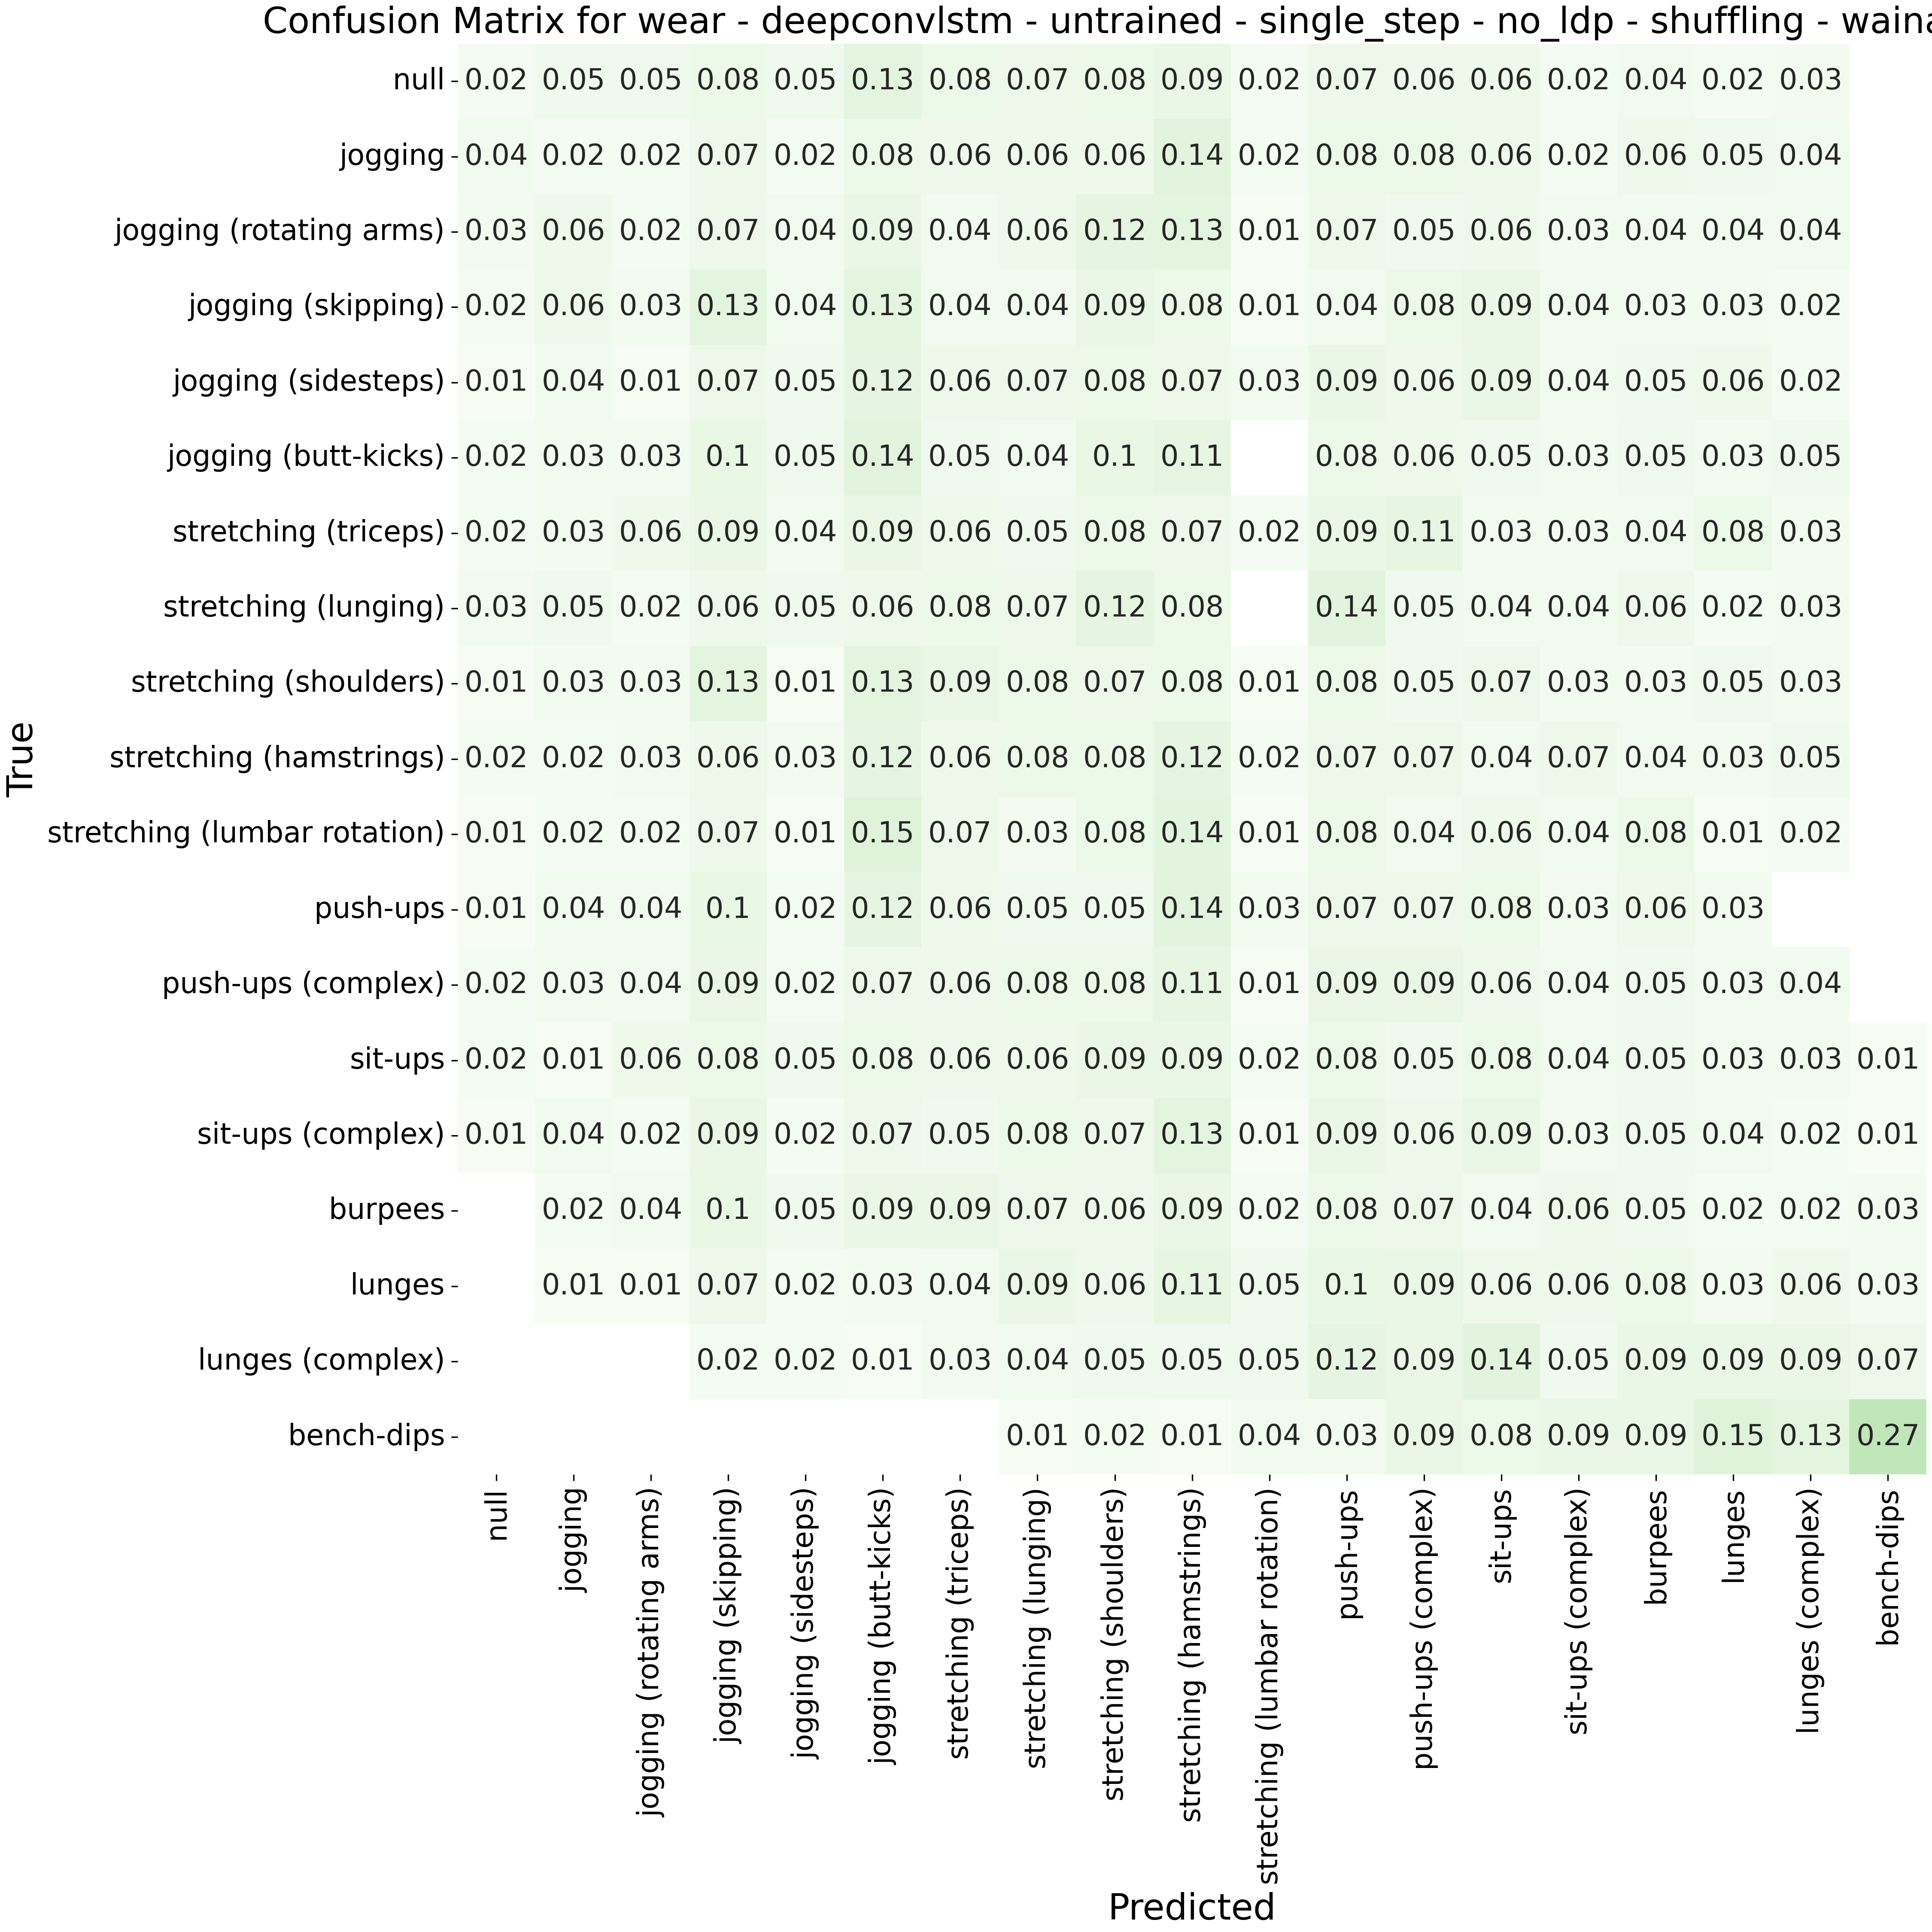 Confusion Matrix for wear - deepconvlstm - untrained - single_step - no_ldp - shuffling -
null 0.02 0.05 0.05 0.08 0.05 0.13 0.08 0.07 0.08 0.09 0.02 0.07 0.06 0.06 0.02 0.04 0.02 0.03
jogging 0.04 0.02 0.02 0.07 0.02 0.08 0.06 0.06 0.06 0.14 0.02 0.08 0.08 0.06 0.02 0.06 0.05 0.04
jogging (rotating arms) 0.03 0.06 0.02 0.07 0.04 0.09 0.04 0.06 0.12 0.13 0.01 0.07 0.05 0.06 0.03 0.04 0.04 0.04
jogging (skipping) 0.02 0.06 0.03 0.13 0.04 0.13 0.04 0.04 0.09 0.08 0.01 0.04 0.08 0.09 0.04 0.03 0.03 0.02
jogging (sidesteps) 0.01 0.04 0.01 0.07 0.05 0.12 0.06 0.07 0.08 0.07 0.03 0.09 0.06 0.09 0.04 0.05 0.06 0.02
jogging (butt-kicks) 0.02 0.03 0.03 0.1 0.05 0.14 0.05 0.04 0.1 0.11 0.08 0.06 0.05 0.03 0.05 0.03 0.05
stretching (triceps) 0.02 0.03 0.06 0.09 0.04 0.09 0.06 0.05 0.08 0.07 0.02 0.09 0.11 0.03 0.03 0.04 0.08 0.03
stretching (lunging) 0.03 0.05 0.02 0.06 0.05 0.06 0.08 0.07 0.12 0.08 0.14 0.05 0.04 0.04 0.06 0.02 0.03
stretching (shoulders) 0.01 0.03 0.03 0.13 0.01 0.13 0.09 0.08 0.07 0.08 0.01 0.08 0.05 0.07 0.03 0.03 0.05 0.03
stretching (hamstrings) 0.02 0.02 0.03 0.06 0.03 0.12 0.06 0.08 0.08 0.12 0.02 0.07 0.07 0.04 0.07 0.04 0.03 0.05
stretching (lumbar rotation) 0.01 0.02 0.02 0.07 0.01 0.15 0.07 0.03 0.08 0.14 0.01 0.08 0.04 0.06 0.04 0.08 0.01 0.02
push-ups 0.01 0.04 0.04 0.1 0.02 0.12 0.06 0.05 0.05 0.14 0.03 0.07 0.07 0.08 0.03 0.06 0.03
push-ups (complex) 0.02 0.03 0.04 0.09 0.02 0.07 0.06 0.08 0.08 0.11 0.01 0.09 0.09 0.06 0.04 0.05 0.03 0.04
sit-ups 0.02 0.01 0.06 0.08 0.05 0.08 0.06 0.06 0.09 0.09 0.02 0.08 0.05 0.08 0.04 0.05 0.03 0.03 0.01
sit-ups (complex) 0.01 0.04 0.02 0.09 0.02 0.07 0.05 0.08 0.07 0.13 0.01 0.09 0.06 0.09 0.03 0.05 0.04 0.02 0.01
burpees 0.02 0.04 0.1 0.05 0.09 0.09 0.07 0.06 0.09 0.02 0.08 0.07 0.04 0.06 0.05 0.02 0.02 0.03
lunges 0.01 0.01 0.07 0.02 0.03 0.04 0.09 0.06 0.11 0.05 0.1 0.09 0.06 0.06 0.08 0.03 0.06 0.03
lunges (complex) 0.02 0.02 0.01 0.03 0.04 0.05 0.05 0.05 0.12 0.09 0.14 0.05 0.09 0.09 0.09 0.07
bench-dips 0.01 0.02 0.01 0.04 0.03 0.09 0.08 0.09 0.09 0.15 0.13 0.27
True
null
jogging
jogging (rotating arms)
jogging (skipping)
jogging (sidesteps)
jogging (butt-kicks)
stretching (triceps)
stretching (lunging)
stretching (shoulders)
stretching (hamstrings)
stretching (lumbar rotation)
push-ups
push-ups (complex)
sit-ups
sit-ups (complex)
burpees
lunges
lunges (complex)
bench-dips
Predicted